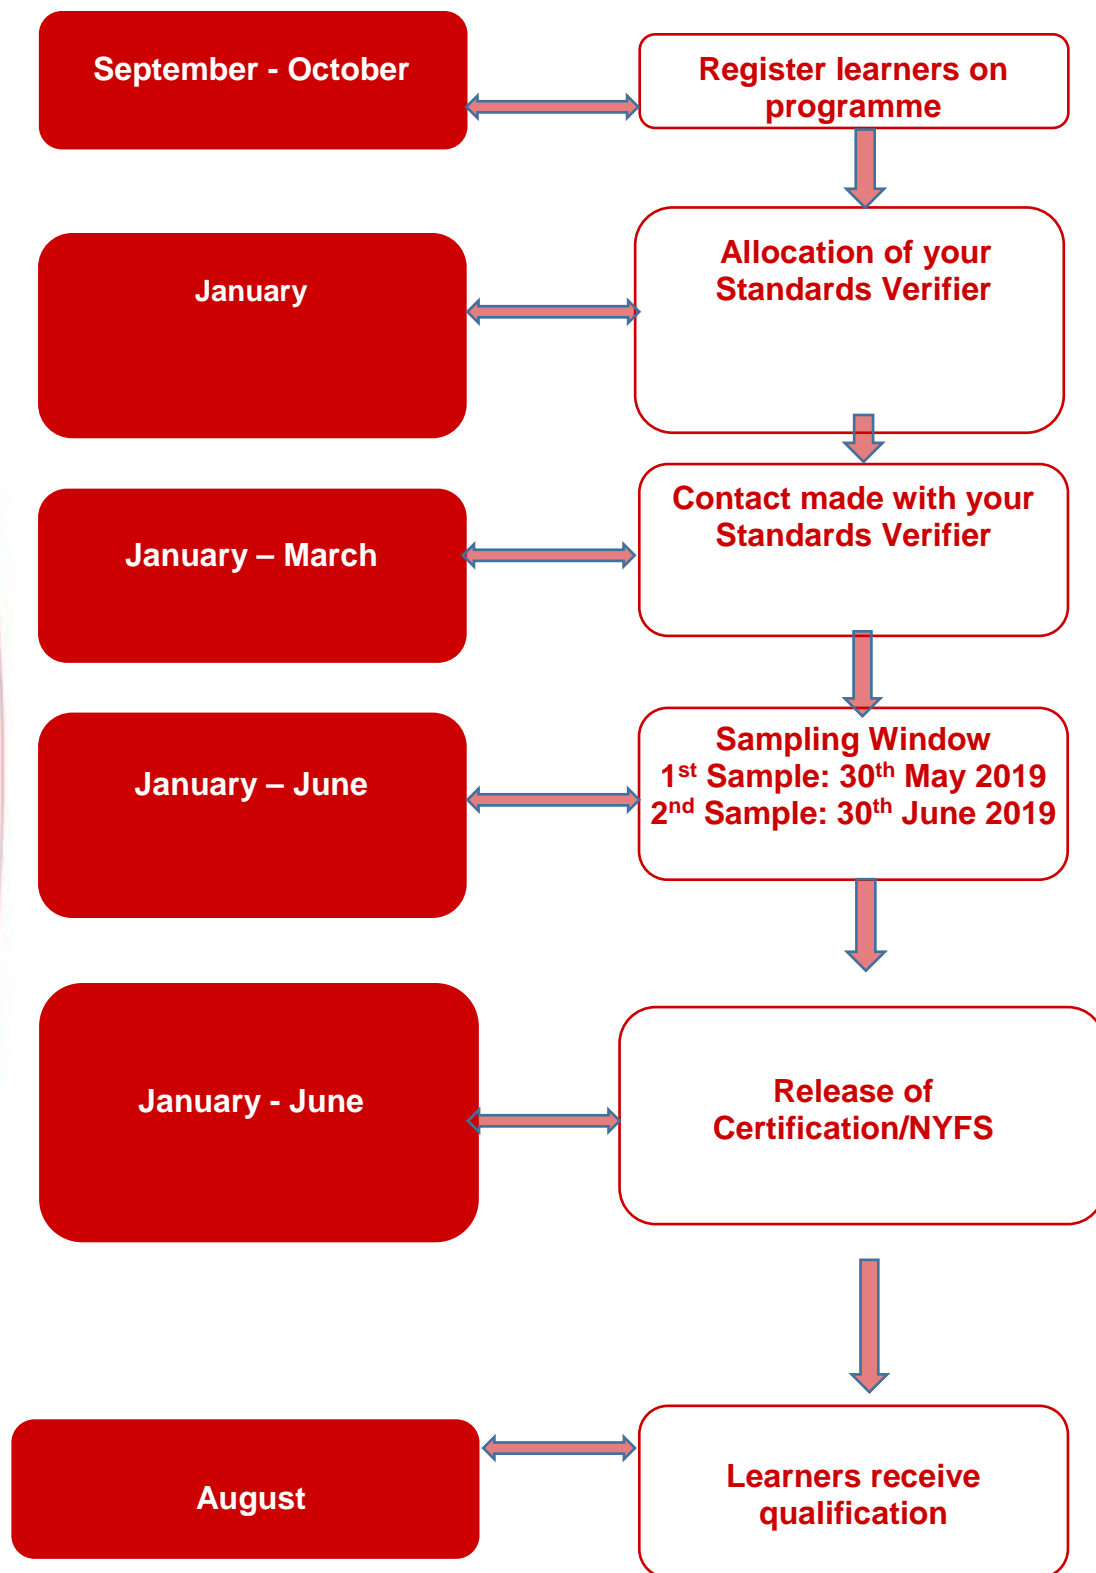 September - October
Register learners on
programme
January
Allocation of your
Standards Verifier
January – March
Contact made with your
Standards Verifier
January – June
Sampling Window
1st Sample: 30th May 2019
2nd Sample: 30th June 2019
January - June
Release of
Certification/NYFS
August
Learners receive
qualification